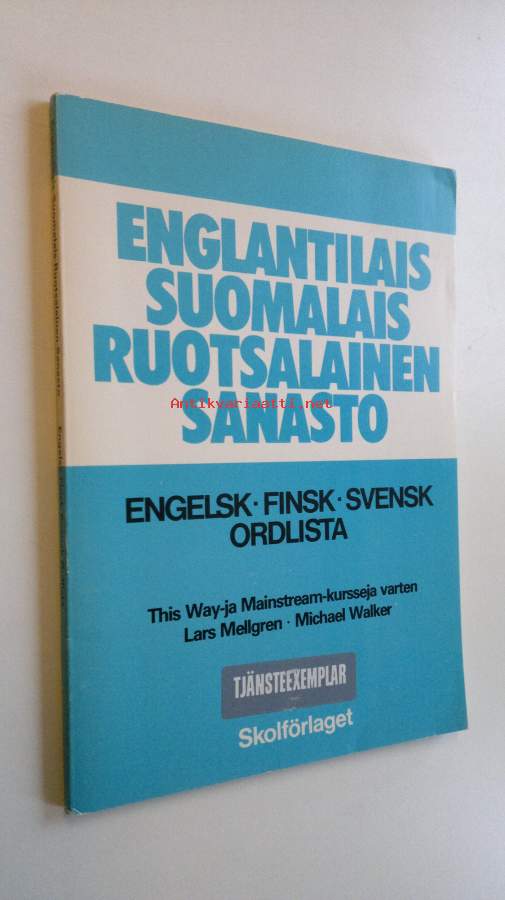 ENGLANTILAIS
SUOMALAIS
RUOTSALAINEN
Antikvariaatti.net
SANASTO
ENGELSK · FINSK · SVENSK
ORDLISTA
This Way-ja Mainstream-kursseja varten
Lars Mellgren · Michael Walker
TJÄNSTEEXEMPLAR
Skolförlaget